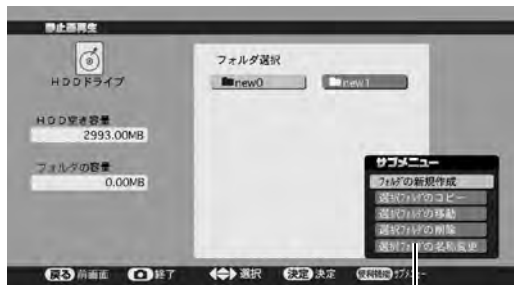 静止画再生
HDDドライブ
HDD空き容量
2993.00MB
フォルダの容量
0.00MB
フォルダ選択
new0
new1
サブメニュー
フォルダの新規作成
選択フォルダのコピー
選択フォルダの移動
選択フォルダの削除
選択フォルダの名称変更
戻る 前画面 終了 選択 決定 決定 便利機能 サブメニュー